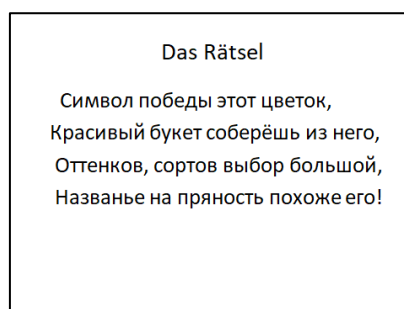 Das Rätsel
Символ победы этот цветок,
Красивый букет соберёшь из него,
Оттенков, сортов выбор большой,
Названье на пряность похоже его!